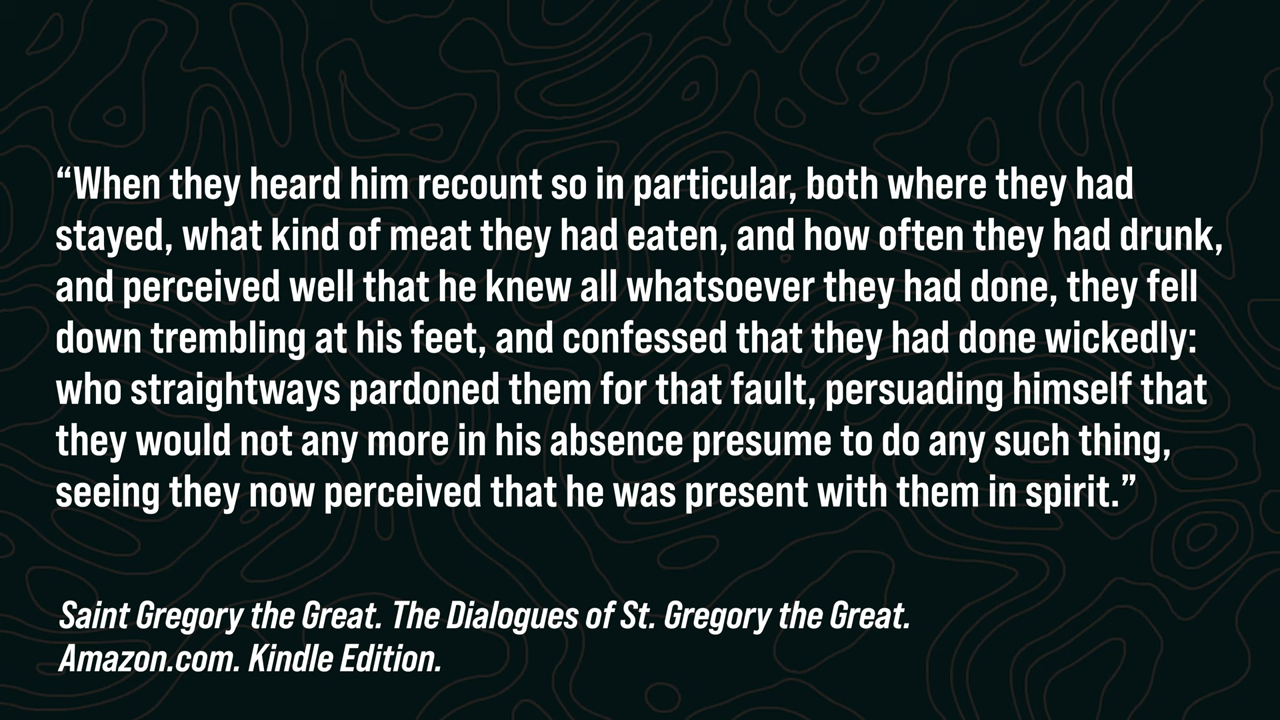 “When they heard him recount so in particular, both where they had
stayed, what kind of meat they had eaten, and how often they had drunk,
and perceived well that he knew all whatsoever they had done, they fell
down trembling at his feet, and confessed that they had done wickedly:
who straightways pardoned them for that fault, persuading himself that
they would not any more in his absence presume to do any such thing,
seeing they now perceived that he was present with them in spirit.”
Saint Gregory the Great. The Dialogues of St. Gregory the Great.
Amazon.com. Kindle Edition.